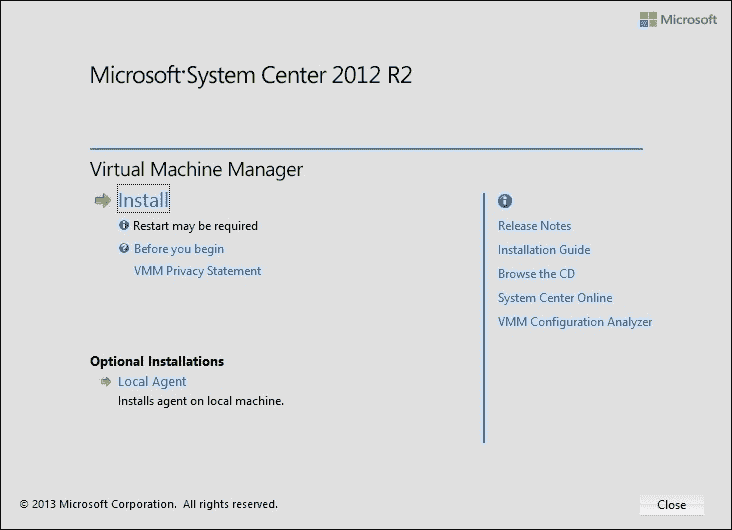 Microsoft
Microsoft System Center 2012 R2
Virtual Machine Manager
Install
Restart may be required
Before you begin
VMM Privacy Statement
Optional Installations
Local Agent
Installs agent on local machine.
Release Notes
Installation Guide
Browse the CD
System Center Online
VMM Configuration Analyzer
© 2013 Microsoft Corporation. All rights reserved.
Close